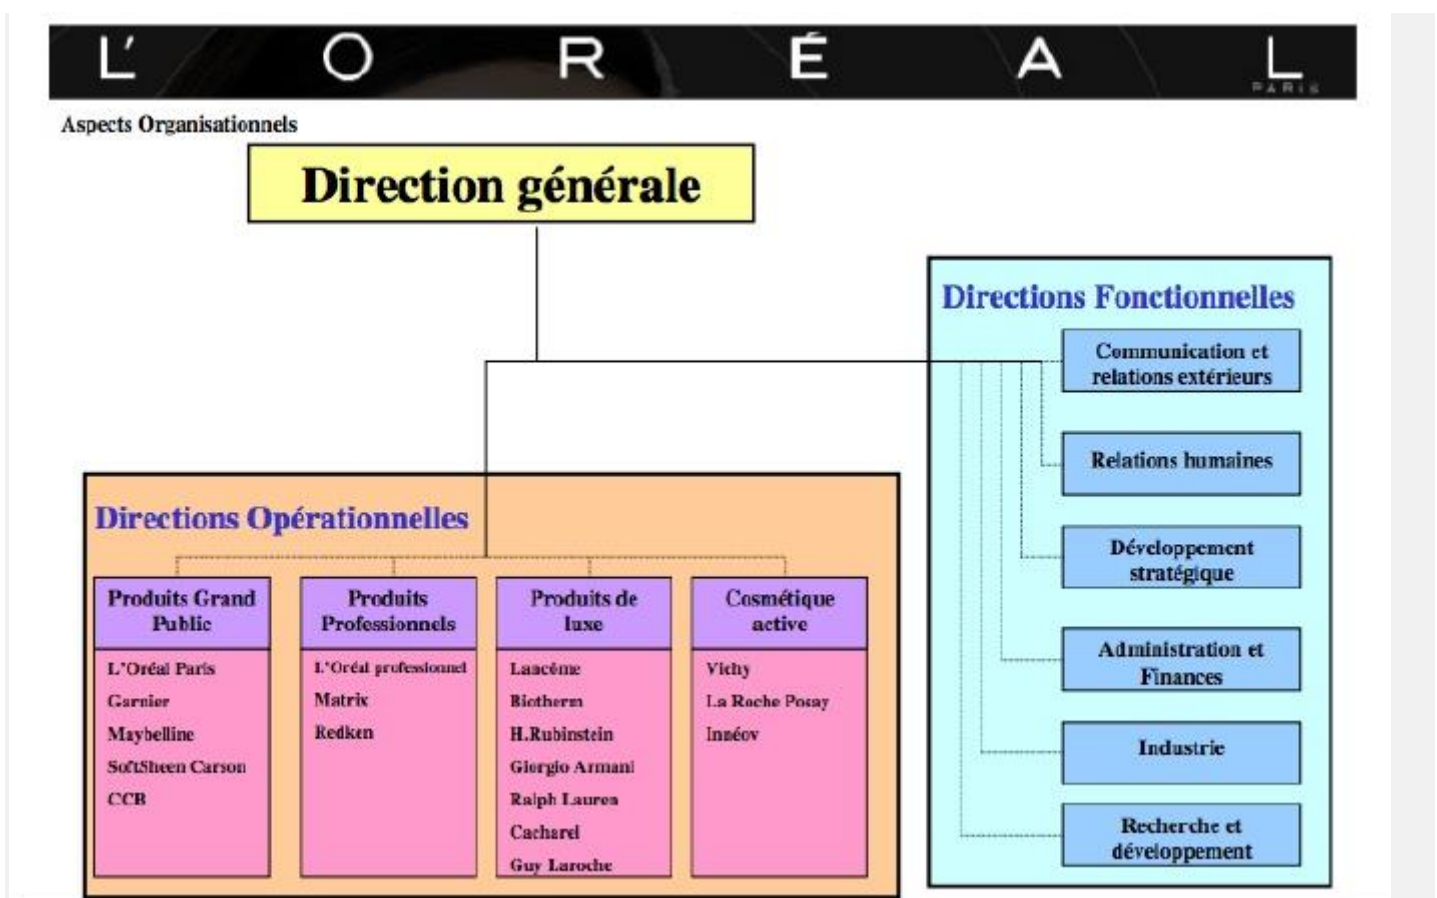 L'ORÉAL
PARIS
Aspects Organisationnels
Direction générale
Directions Fonctionnelles
Communication et
relations extérieurs
Relations humaines
Développement
stratégique
Administration et
Finances
Industrie
Recherche et
développement
Directions Opérationnelles
Produits Grand
Public
L'Oréal Paris
Garnier
Maybelline
SoftSheen Carson
CCB
Produits
Professionnels
L'Oréal professionnel
Matrix
Redken
Produits de
luxe
Lancôme
Biotherm
H.Rubinstein
Giorgio Armani
Ralph Lauren
Cacharel
Guy Laroche
Cosmétique
active
Vichy
La Roche Posay
Innéov